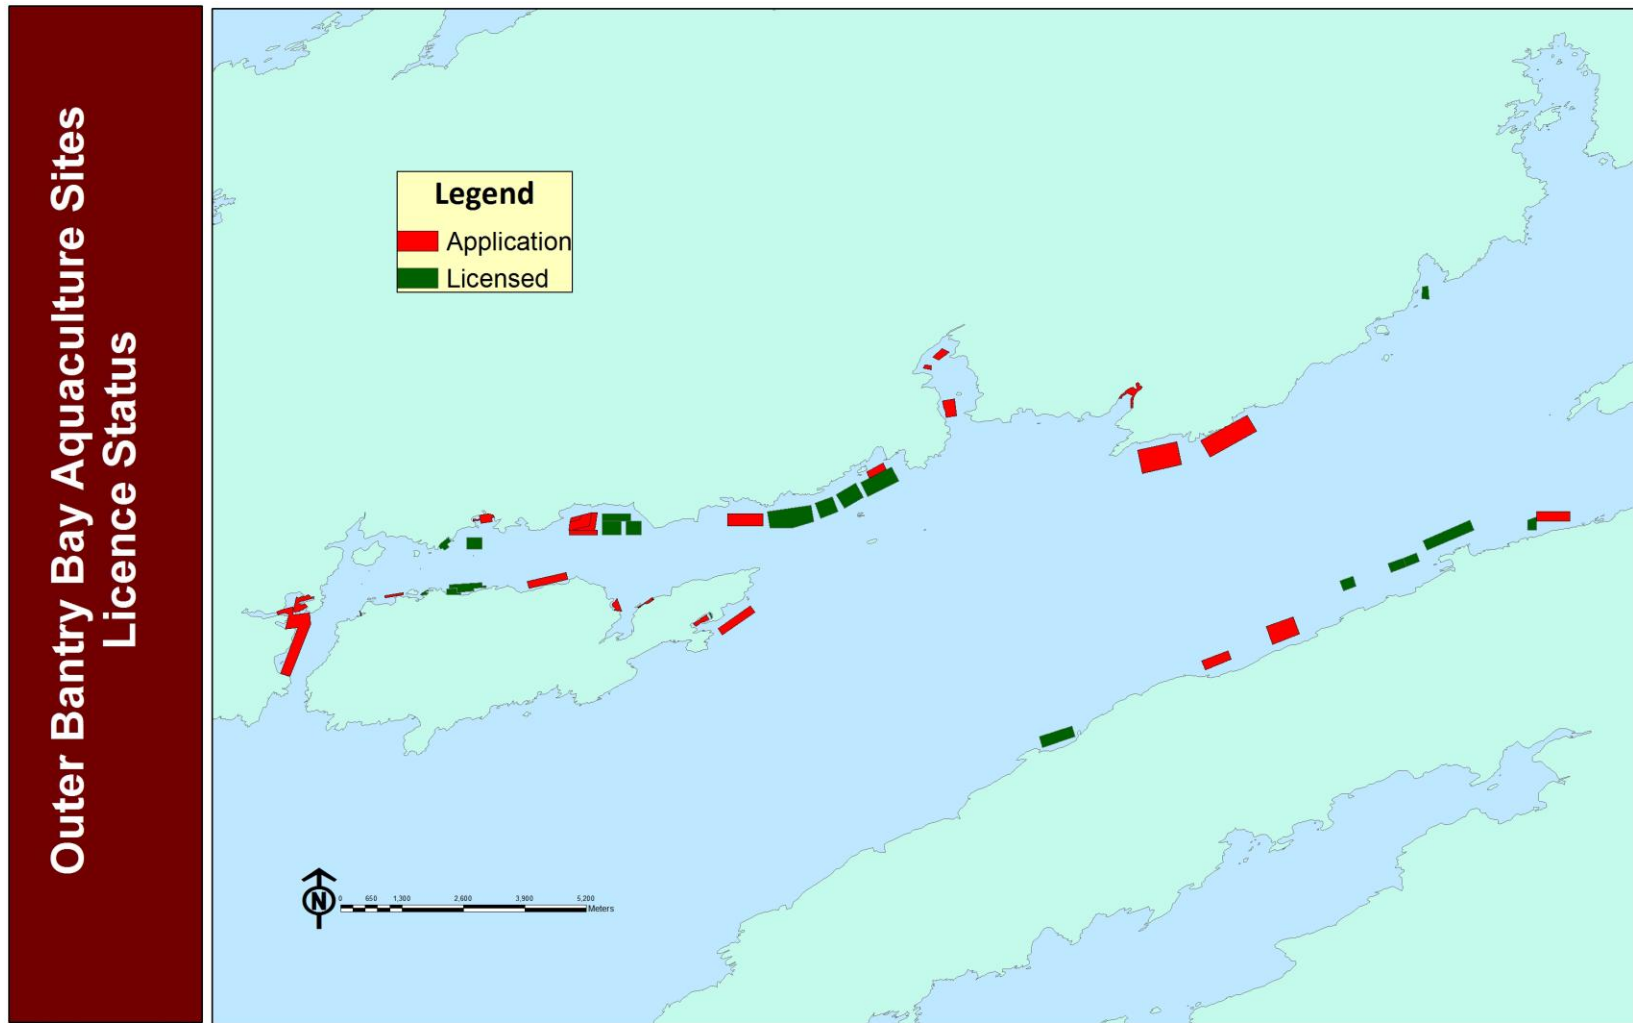 Outer Bantry Bay Aquaculture Sites
Licence Status
Legend
Application
Licensed
N
0 650 1,300 2,600 3,900 5,200
Meters